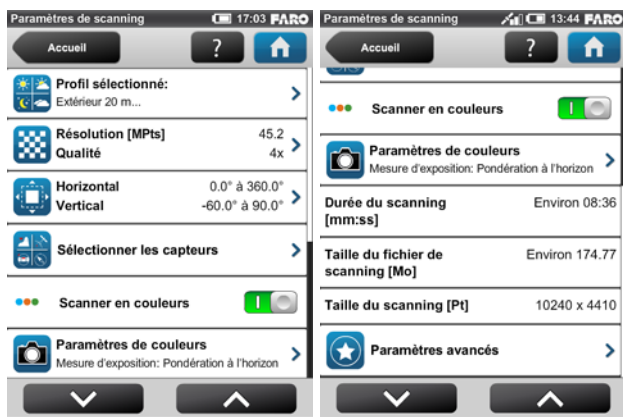 Paramètres de scanning 17:03 FARO
Accueil ?
Profil sélectionné:
Extérieur 20 m...
Résolution [MPts] 45.2
Qualité 4x
Horizontal 0.0° à 360.0°
Vertical -60.0° à 90.0°
Sélectionner les capteurs
Scanner en couleurs
Paramètres de couleurs
Mesure d'exposition: Pondération à l'horizon
Paramètres de scanning 13:44 FARO
Accueil ?
Scanner en couleurs
Paramètres de couleurs
Mesure d'exposition: Pondération à l'horizon
Durée du scanning Environ 08:36
[mm:ss]
Taille du fichier de Environ 174.77
scanning [Mo]
Taille du scanning [Pt] 10240 x 4410
Paramètres avancés